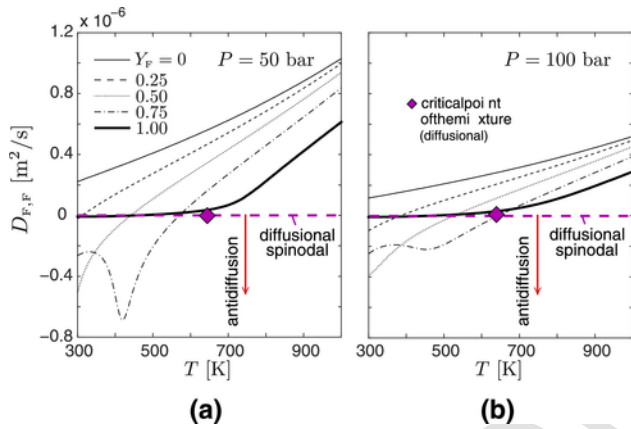 × 10⁻⁶
1.2
0.8
0.4
0
−0.4
−0.8
D_F,F [m²/s]
Y_F = 0
0.25
0.50
0.75
1.00
P = 50 bar
diffusional
spinodal
antidiffusion
300 500 700 900
T [K]
(a)
P = 100 bar
criticalpoi nt
ofthemi xture
(diffusional)
diffusional
spinodal
antidiffusion
300 500 700 900
T [K]
(b)